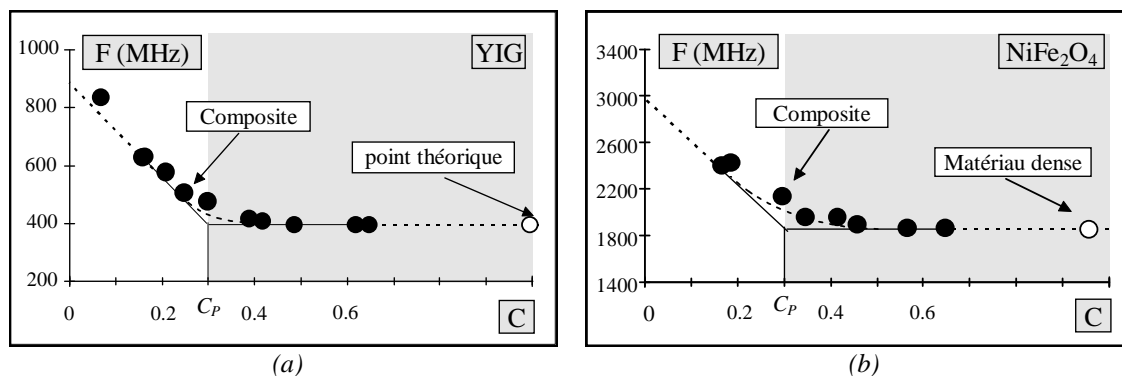 1000
800
600
400
200
F (MHz)
YIG
Composite
point théorique
0
C_P
0.2
0.4
0.6
C
(a)
3400
3000
2600
2200
1800
1400
F (MHz)
NiFe₂O₄
Composite
Matériau dense
0
0.2
C_P
0.4
0.6
C
(b)